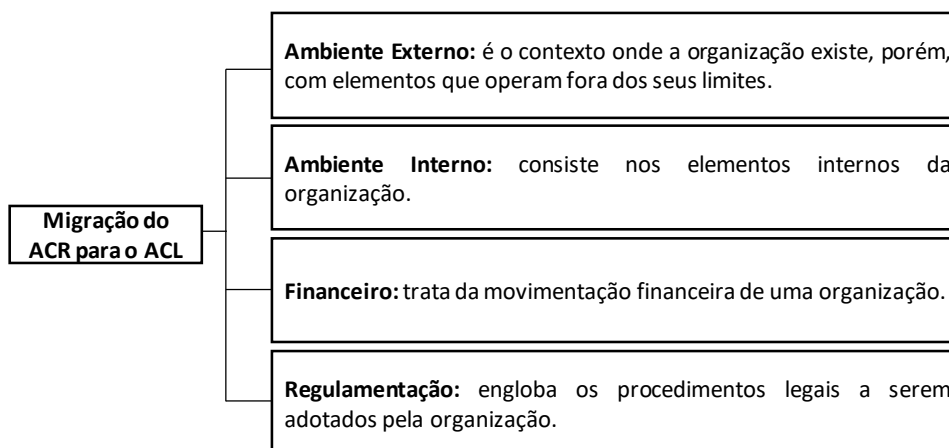 Ambiente Externo: é o contexto onde a organização existe, porém,
com elementos que operam fora dos seus limites.
Ambiente Interno: consiste nos elementos internos da
organização.
Migração do
ACR para o ACL
Financeiro: trata da movimentação financeira de uma organização.
Regulamentação: engloba os procedimentos legais a serem
adotados pela organização.